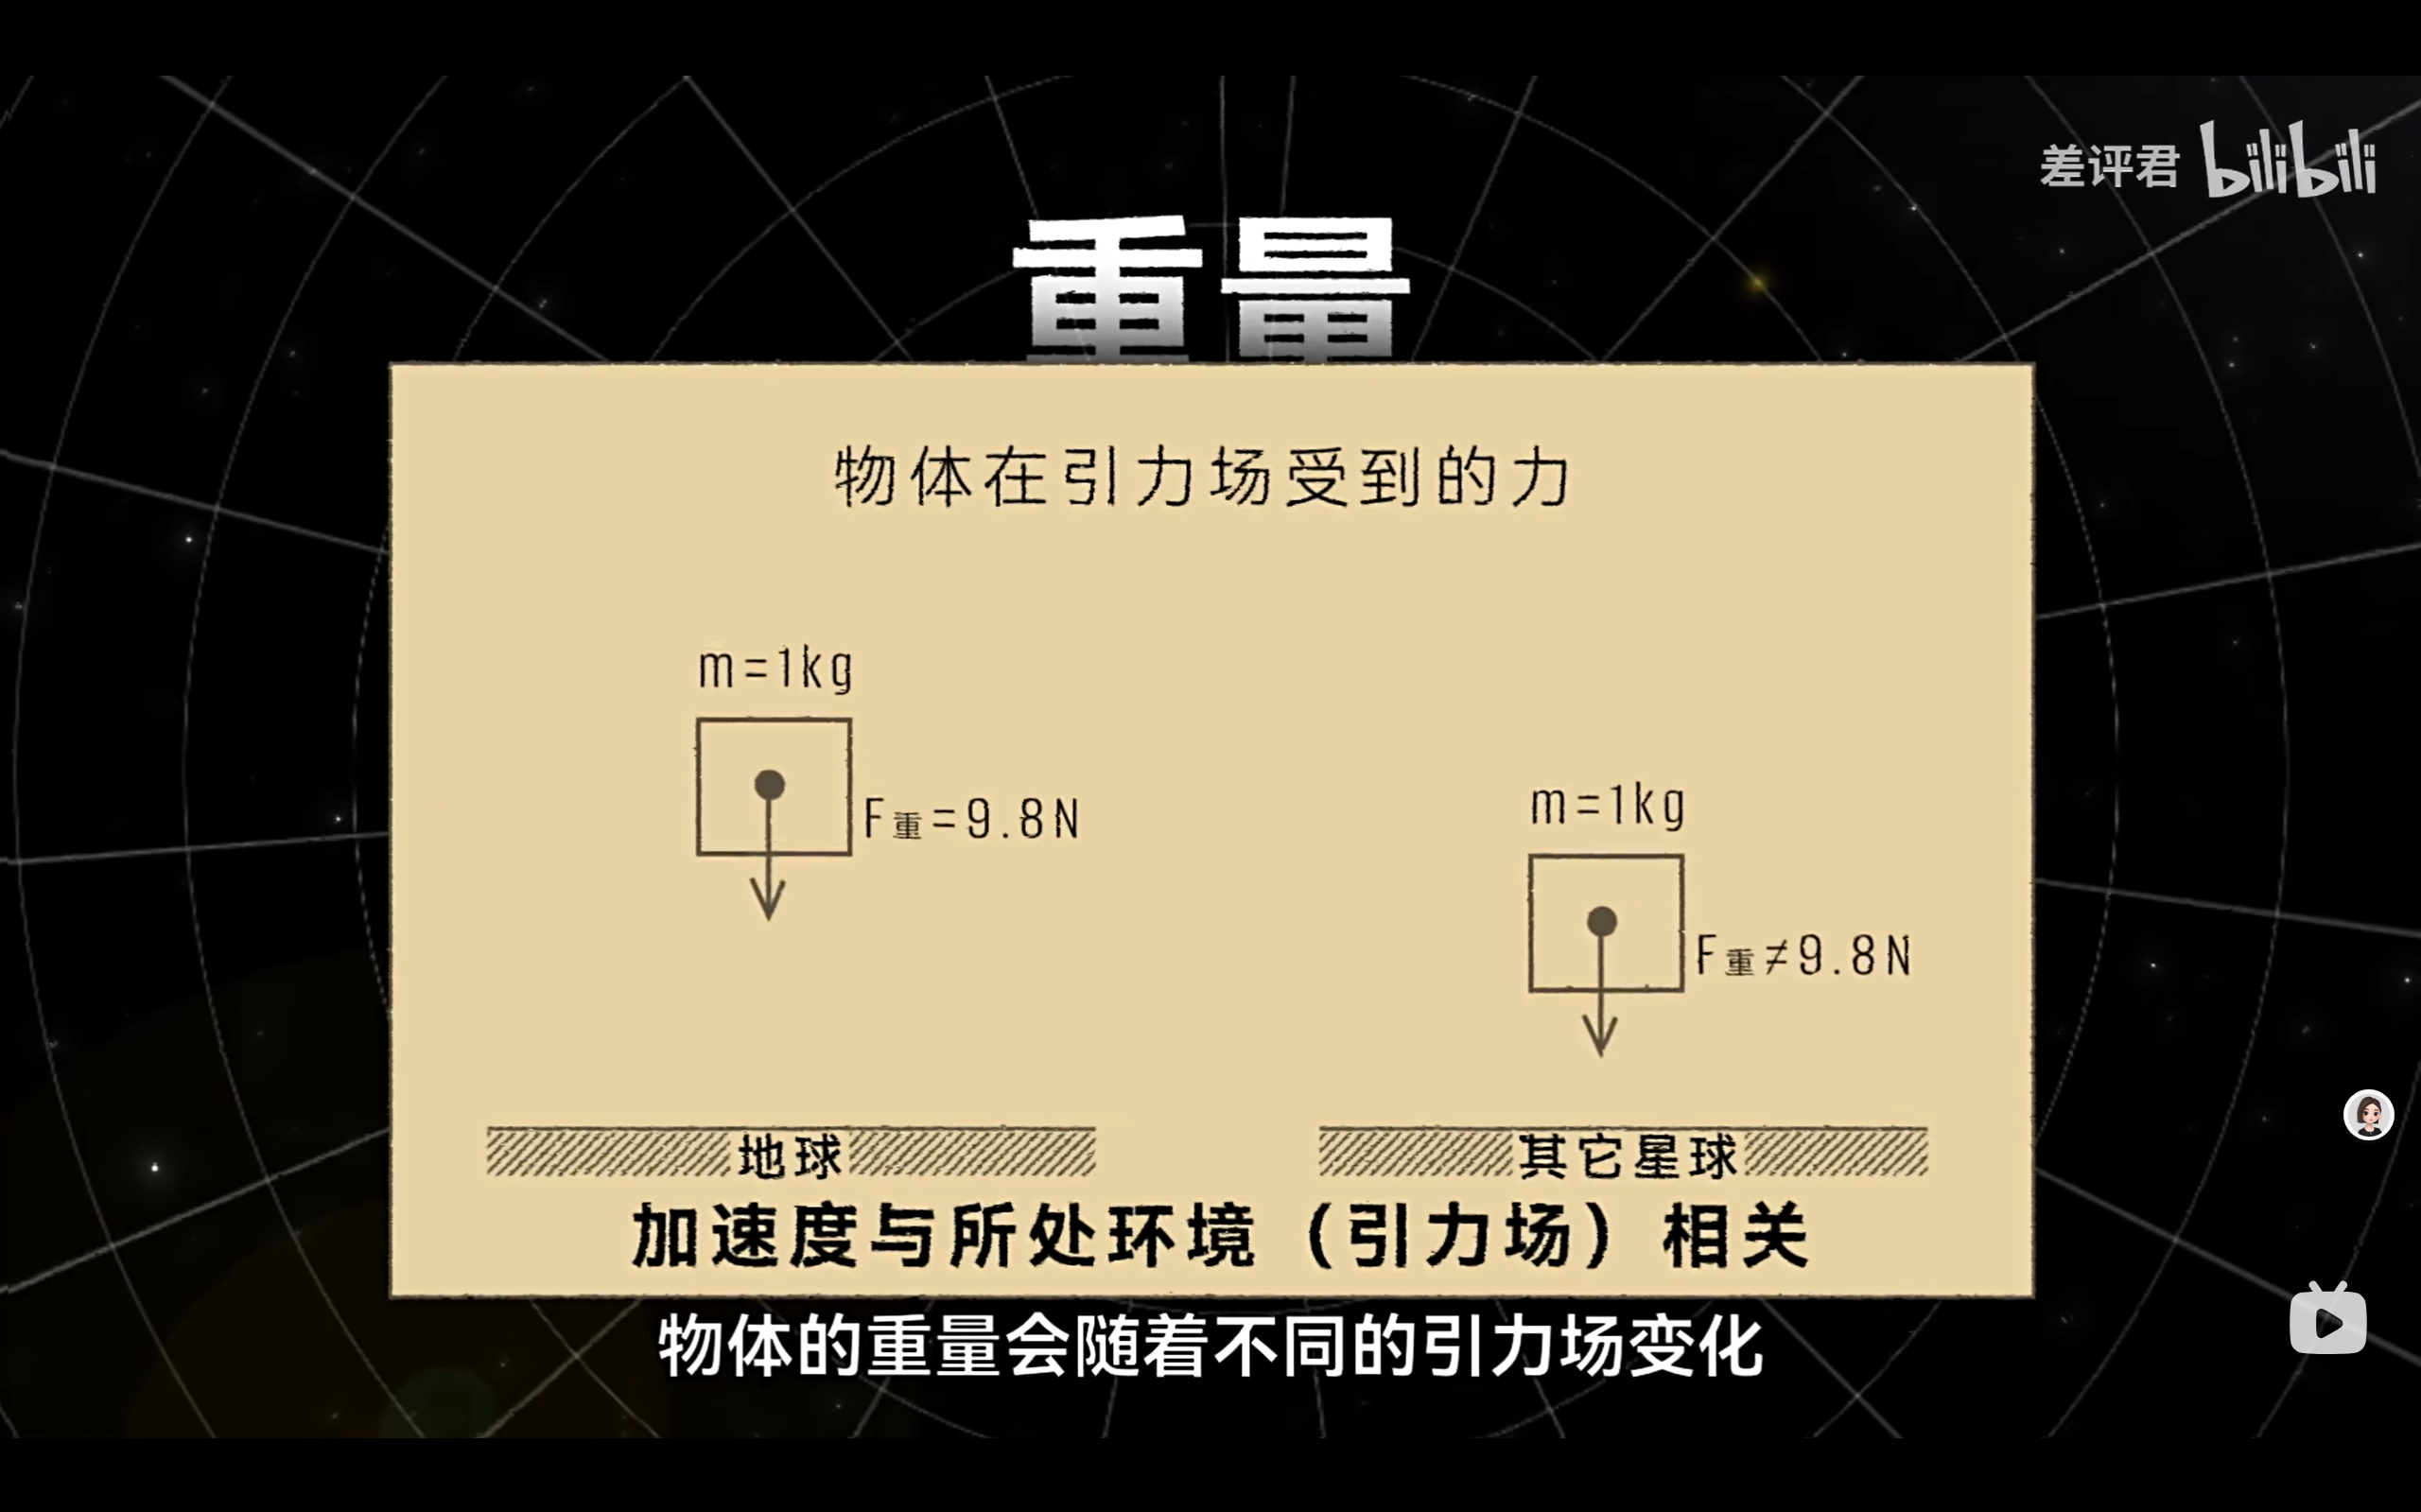 差评君 bilibili
重量
物体在引力场受到的力
m=1kg
F重=9.8N
m=1kg
F重≠9.8N
地球
其它星球
加速度与所处环境（引力场）相关
物体的重量会随着不同的引力场变化